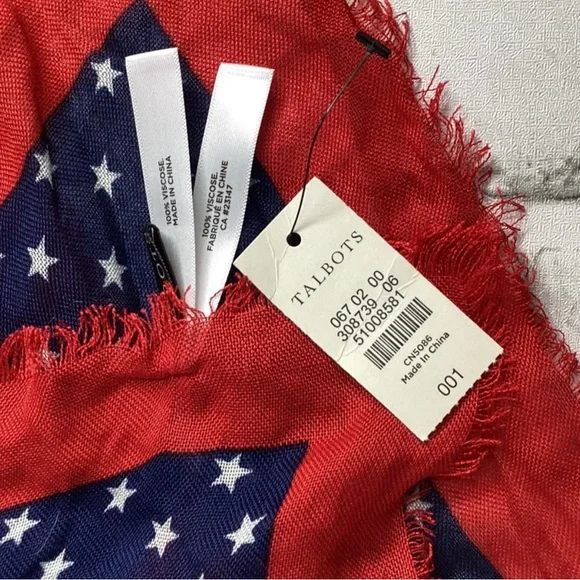 100% VISCOSE.
MADE IN CHINA
100% VISCOSE.
FABRIQUÉ EN CHINE
CA #23147
TALBOTS
067 02 00
308739 06
51008581
CN5086
Made In China
001